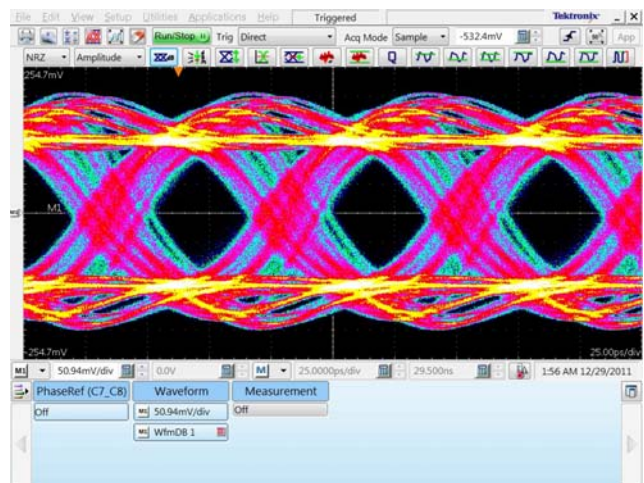 File Edit View Setup Utilities Applications Help Triggered Tektronix
Run/Stop Trig Direct Acq Mode Sample -532.4mV App
NRZ Amplitude
254.7mV
M1
-254.7mV 25.00ps/div
M1 50.94mV/div 0.0V M 25.0000ps/div 29.500ns 1:56 AM 12/29/2011
PhaseRef (C7_C8) Waveform Measurement
Off M1 50.94mV/div Off
M1 WfmDB 1